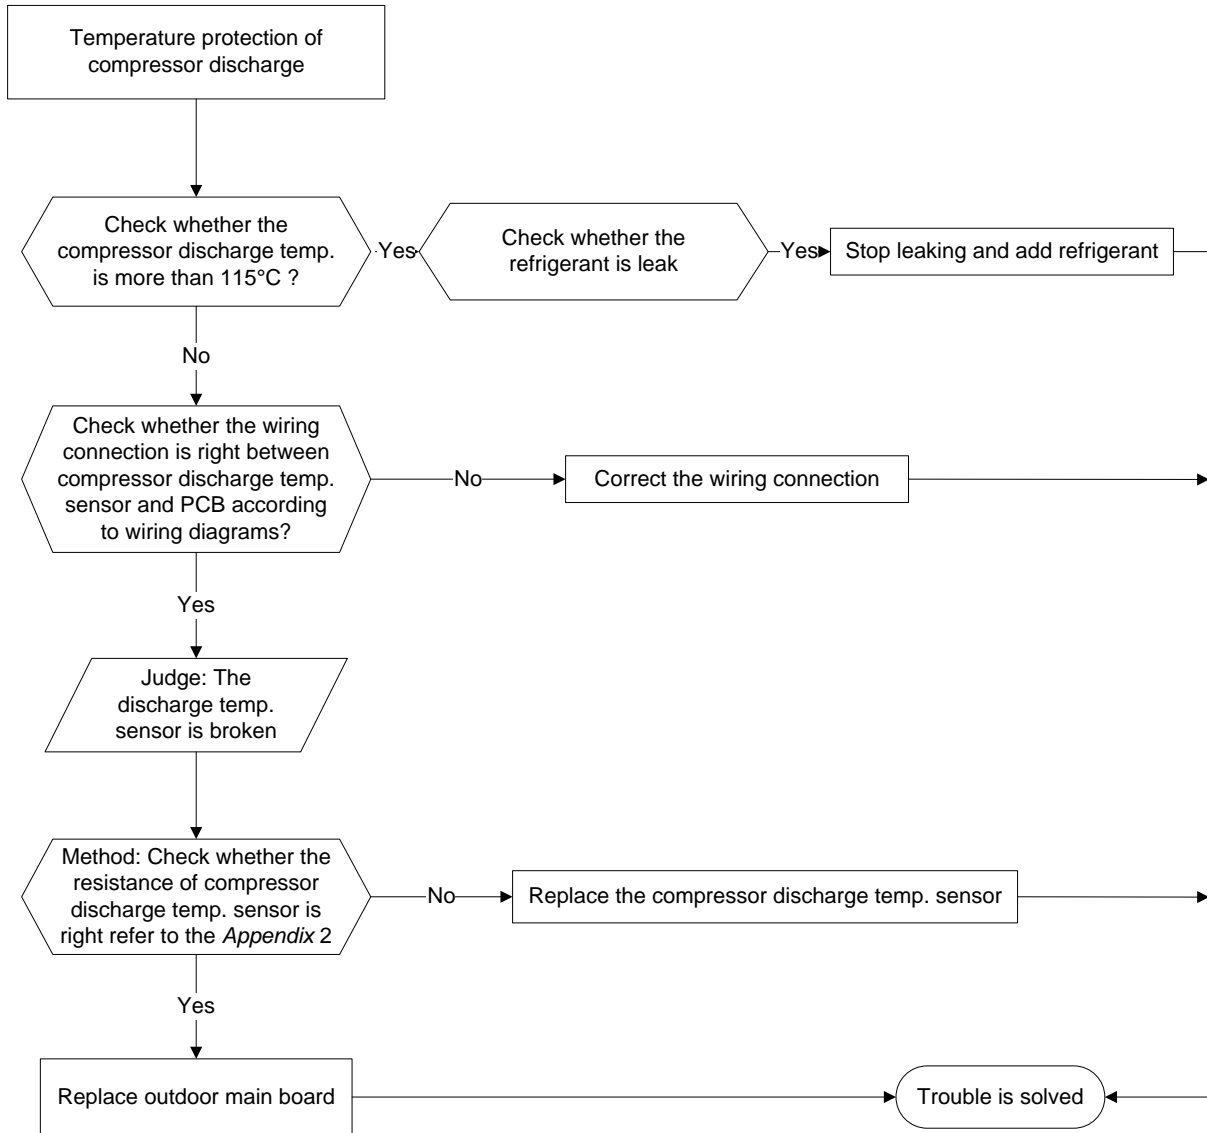 Temperature protection of
compressor discharge
Check whether the
compressor discharge temp.
is more than 115°C ?
Yes
Check whether the
refrigerant is leak
Yes
Stop leaking and add refrigerant
No
Check whether the wiring
connection is right between
compressor discharge temp.
sensor and PCB according
to wiring diagrams?
No
Correct the wiring connection
Yes
Judge: The
discharge temp.
sensor is broken
Method: Check whether the
resistance of compressor
discharge temp. sensor is
right refer to the Appendix 2
No
Replace the compressor discharge temp. sensor
Yes
Replace outdoor main board
Trouble is solved